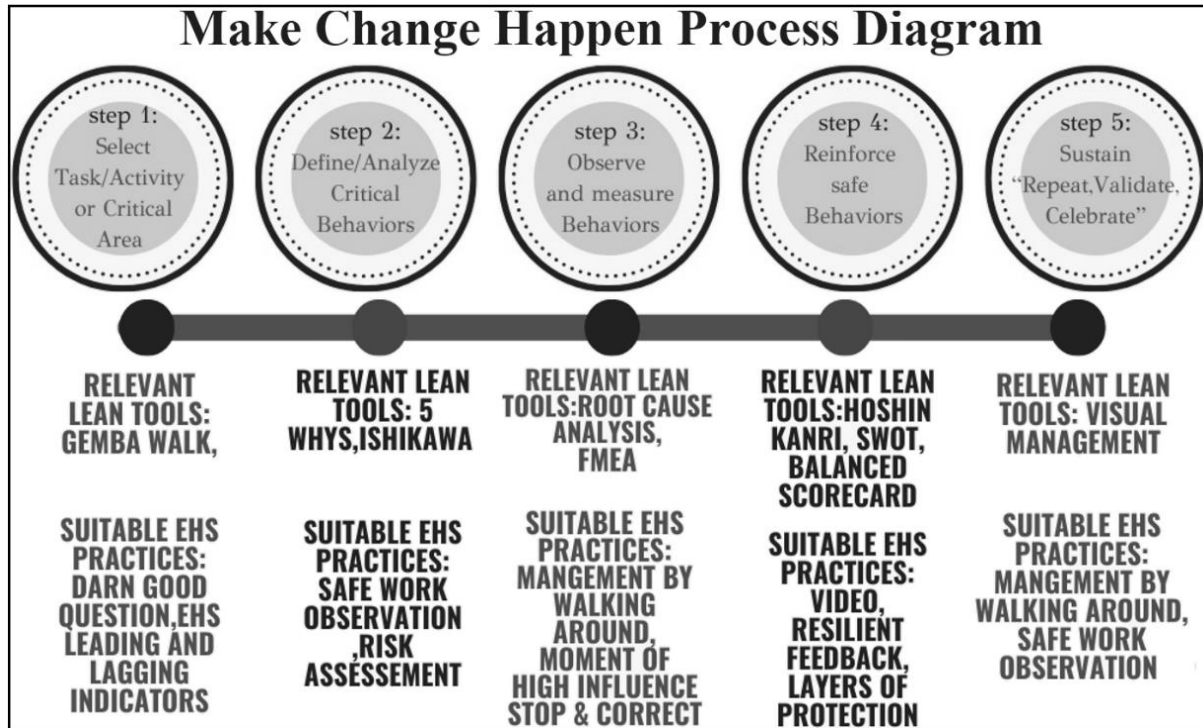 Make Change Happen Process Diagram
step 1:
Select
Task/Activity
or Critical
Area
step 2:
Define/Analyze
Critical
Behaviors
step 3:
Observe
and measure
Behaviors
step 4:
Reinforce
safe
Behaviors
step 5:
Sustain
“Repeat,Validate,
Celebrate”
RELEVANT
LEAN TOOLS:
GEMBA WALK,
RELEVANT LEAN
TOOLS: 5
WHYS,ISHIKAWA
RELEVANT LEAN
TOOLS:ROOT CAUSE
ANALYSIS,
FMEA
RELEVANT LEAN
TOOLS:HOSHIN
KANRI, SWOT,
BALANCED
SCORECARD
RELEVANT LEAN
TOOLS: VISUAL
MANAGEMENT
SUITABLE EHS
PRACTICES:
DARN GOOD
QUESTION,EHS
LEADING AND
LAGGING
INDICATORS
SUITABLE EHS
PRACTICES:
SAFE WORK
OBSERVATION
,RISK
ASSESSEMENT
SUITABLE EHS
PRACTICES:
MANGEMENT BY
WALKING
AROUND,
MOMENT OF
HIGH INFLUENCE
STOP & CORRECT
SUITABLE EHS
PRACTICES:
VIDEO,
RESILIENT
FEEDBACK,
LAYERS OF
PROTECTION
SUITABLE EHS
PRACTICES:
MANGEMENT BY
WALKING AROUND,
SAFE WORK
OBSERVATION